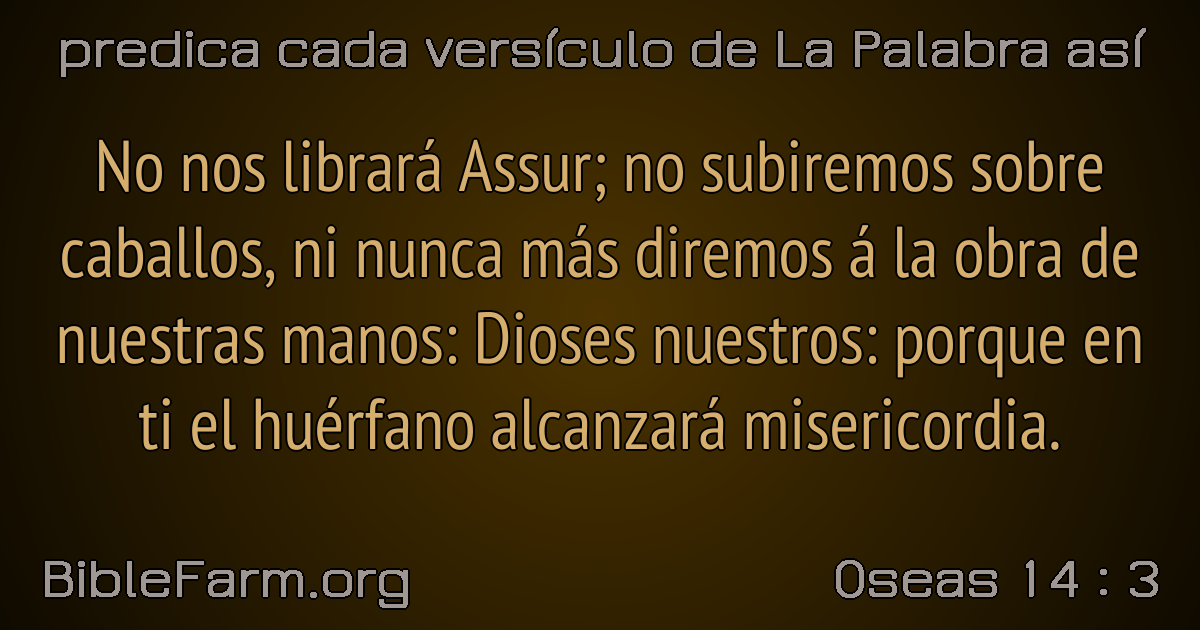 predica cada versículo de La Palabra así
No nos librará Assur; no subiremos sobre
caballos, ni nunca más diremos á la obra de
nuestras manos: Dioses nuestros: porque en
ti el huérfano alcanzará misericordia.
BibleFarm.org
Oseas 14 : 3